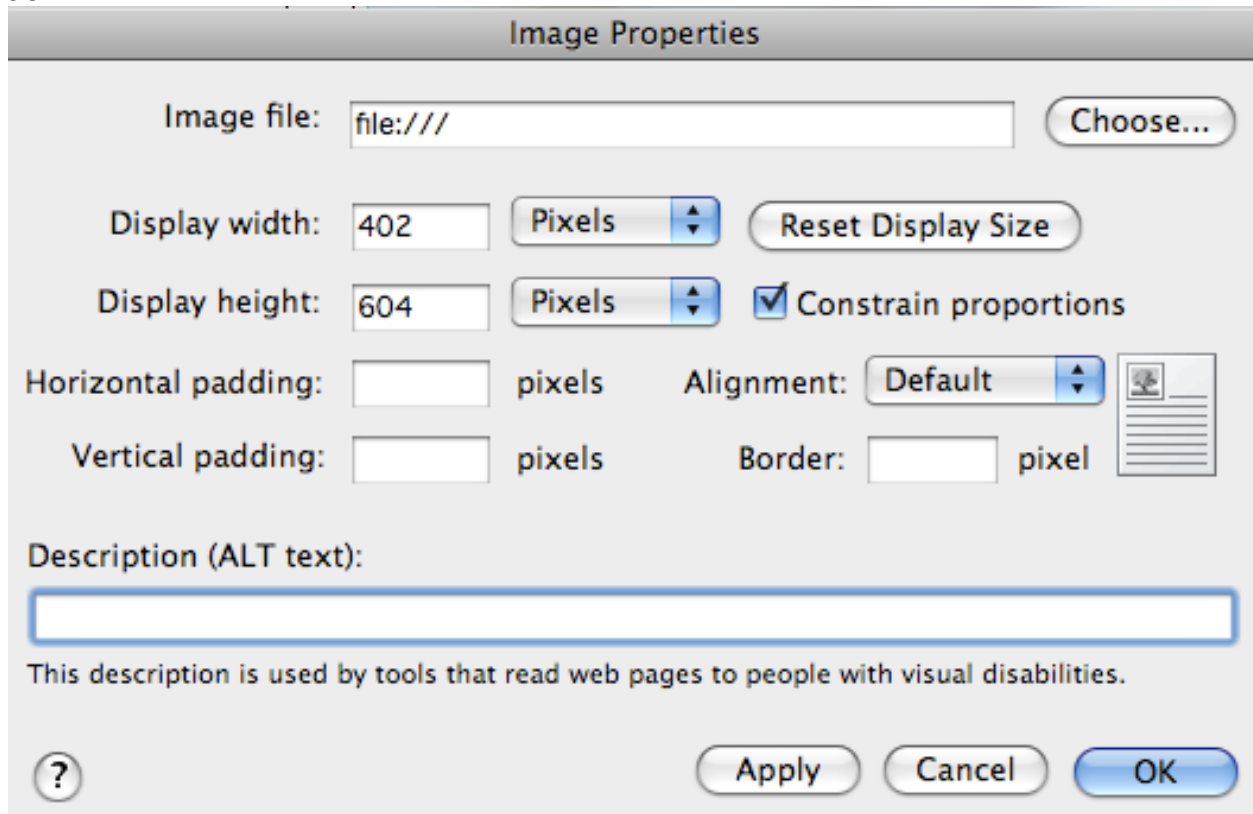 Image Properties
Image file: file:/// Choose...
Display width: 402 Pixels Reset Display Size
Display height: 604 Pixels Constrain proportions
Horizontal padding: pixels Alignment: Default
Vertical padding: pixels Border: pixel
Description (ALT text):
This description is used by tools that read web pages to people with visual disabilities.
? Apply Cancel OK